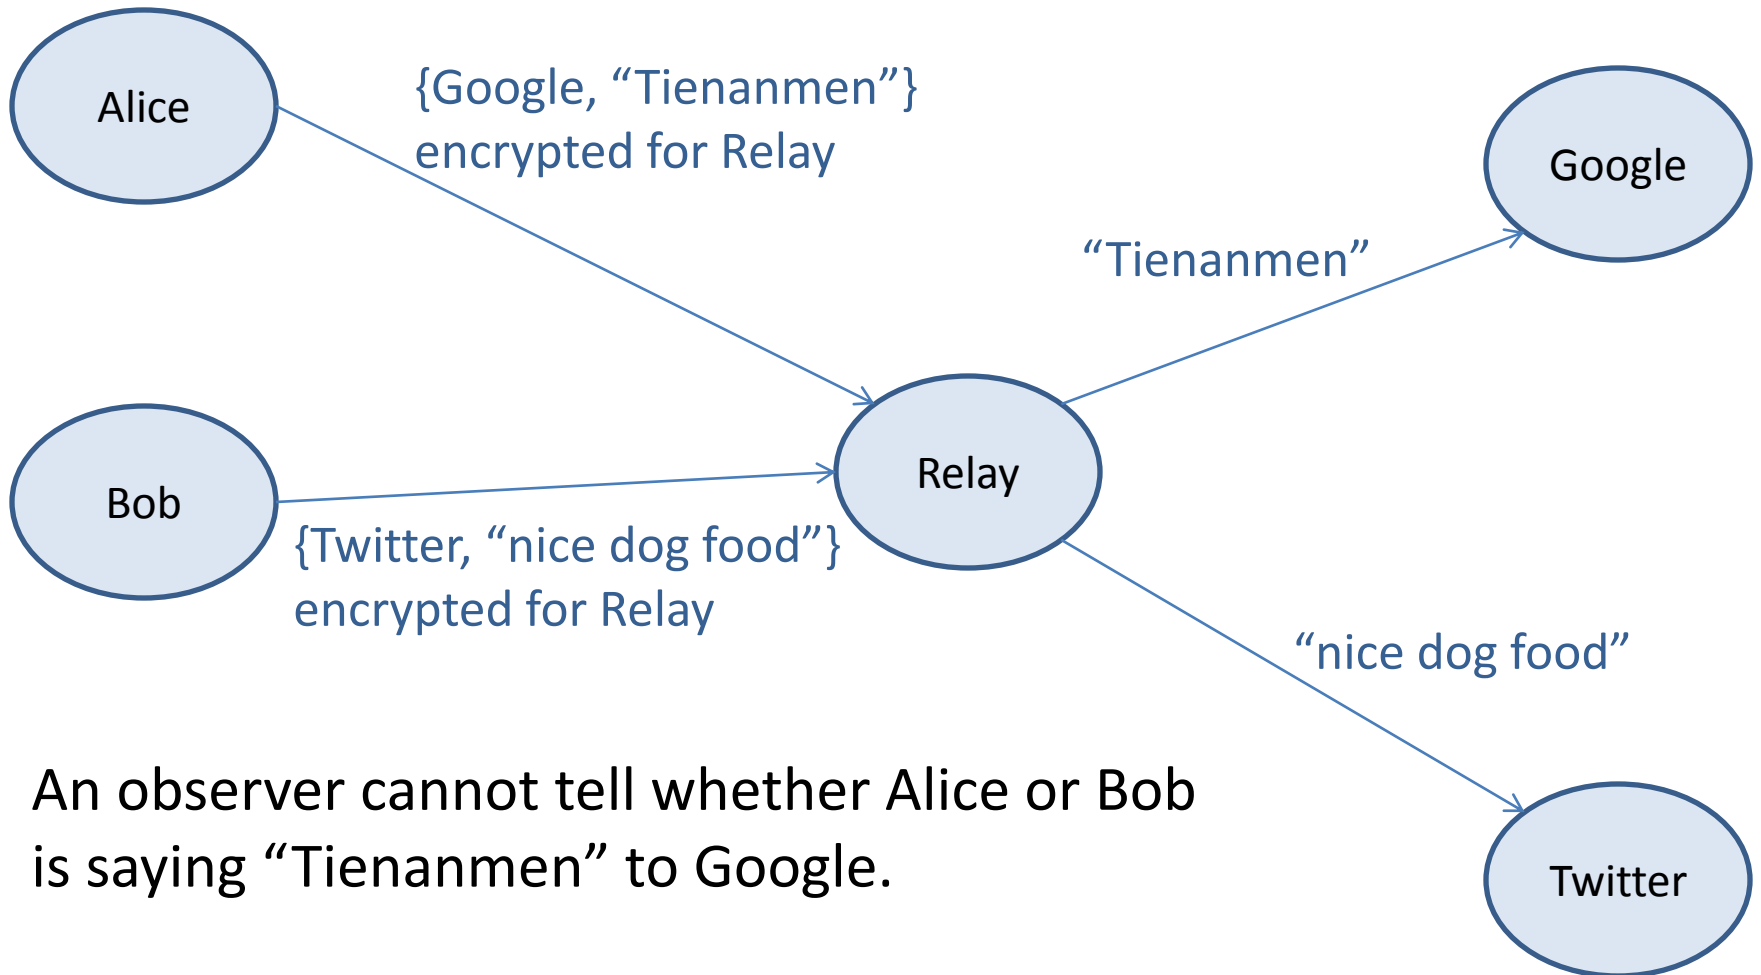 Alice
{Google, “Tienanmen”}
encrypted for Relay
Google
“Tienanmen”
Relay
Bob
{Twitter, “nice dog food”}
encrypted for Relay
“nice dog food”
An observer cannot tell whether Alice or Bob
is saying “Tienanmen” to Google.
Twitter